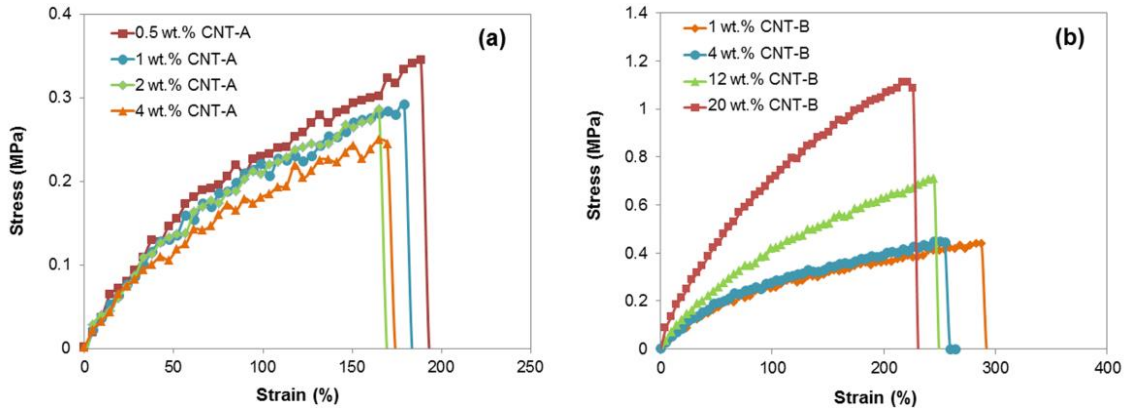 0.4
0.3
0.2
0.1
0
Stress (MPa)
0.5 wt.% CNT-A
1 wt.% CNT-A
2 wt.% CNT-A
4 wt.% CNT-A
(a)
0
50
100
150
200
250
Strain (%)
1.4
1.2
1
0.8
0.6
0.4
0.2
0
Stress (MPa)
1 wt.% CNT-B
4 wt.% CNT-B
12 wt.% CNT-B
20 wt.% CNT-B
(b)
0
100
200
300
400
Strain (%)